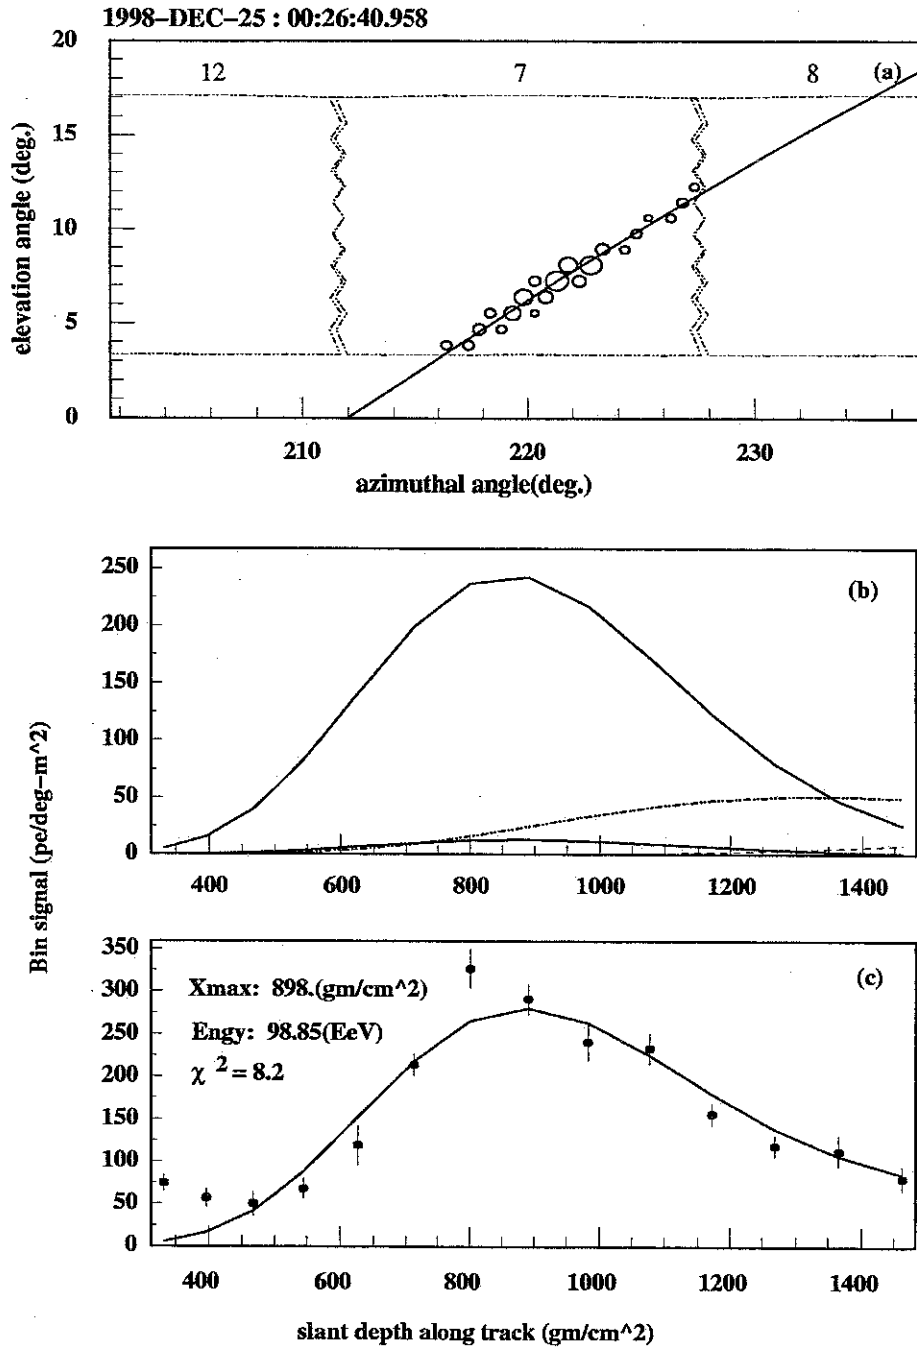 1998–DEC–25 : 00:26:40.958
20
12 7 8 (a)
15
10
5
0
elevation angle (deg.)
210 220 230
azimuthal angle(deg.)
250
(b)
200
150
100
50
0
400 600 800 1000 1200 1400
Bin signal (pe/deg–m^2)
350
(c)
300
Xmax: 898.(gm/cm^2)
250
Engy: 98.85(EeV)
200
χ 2 = 8.2
150
100
50
0
400 600 800 1000 1200 1400
slant depth along track (gm/cm^2)